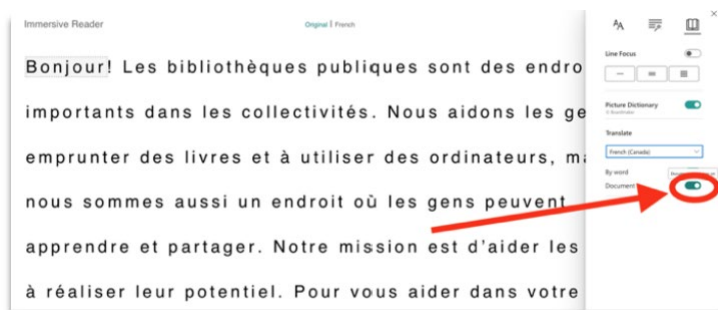 Immersive Reader
Original | French
Bonjour! Les bibliothèques publiques sont des endro
importants dans les collectivités. Nous aidons les ge
emprunter des livres et à utiliser des ordinateurs, ma
nous sommes aussi un endroit où les gens peuvent
apprendre et partager. Notre mission est d'aider les
à réaliser leur potentiel. Pour vous aider dans votre
AA
Line Focus
Picture Dictionary
Translate
French (Canada)
By word
Document